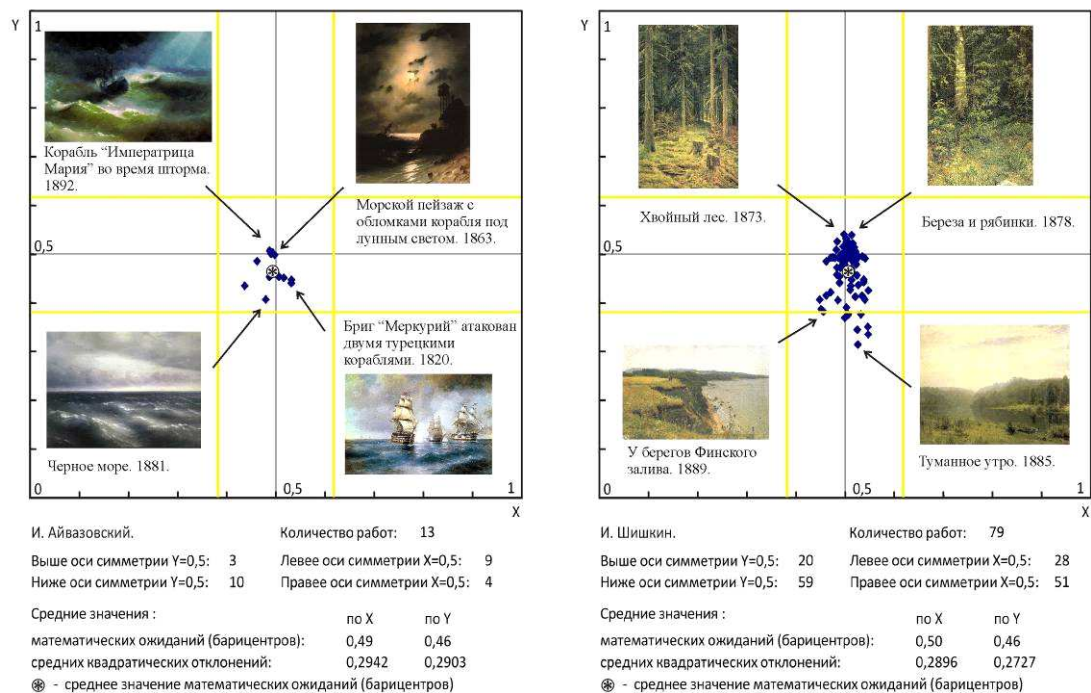 Y
1
Корабль “Императрица
Мария” во время шторма.
1892.
Морской пейзаж с
обломками корабля под
лунным светом. 1863.
0,5
Бриг “Меркурий” атакован
двумя турецкими
кораблями. 1820.
Черное море. 1881.
0
0,5
1
X
И. Айвазовский.
Количество работ: 13
Выше оси симметрии Y=0,5: 3
Левее оси симметрии X=0,5: 9
Ниже оси симметрии Y=0,5: 10
Правее оси симметрии X=0,5: 4
Средние значения :
по X
по Y
математических ожиданий (барицентров): 0,49 0,46
средних квадратических отклонений: 0,2942 0,2903
- среднее значение математических ожиданий (барицентров)
Y
1
Хвойный лес. 1873.
Береза и рябинки. 1878.
0,5
У берегов Финского
залива. 1889.
Туманное утро. 1885.
0
0,5
1
X
И. Шишкин.
Количество работ: 79
Выше оси симметрии Y=0,5: 20
Левее оси симметрии X=0,5: 28
Ниже оси симметрии Y=0,5: 59
Правее оси симметрии X=0,5: 51
Средние значения :
по X
по Y
математических ожиданий (барицентров): 0,50 0,46
средних квадратических отклонений: 0,2896 0,2727
- среднее значение математических ожиданий (барицентров)